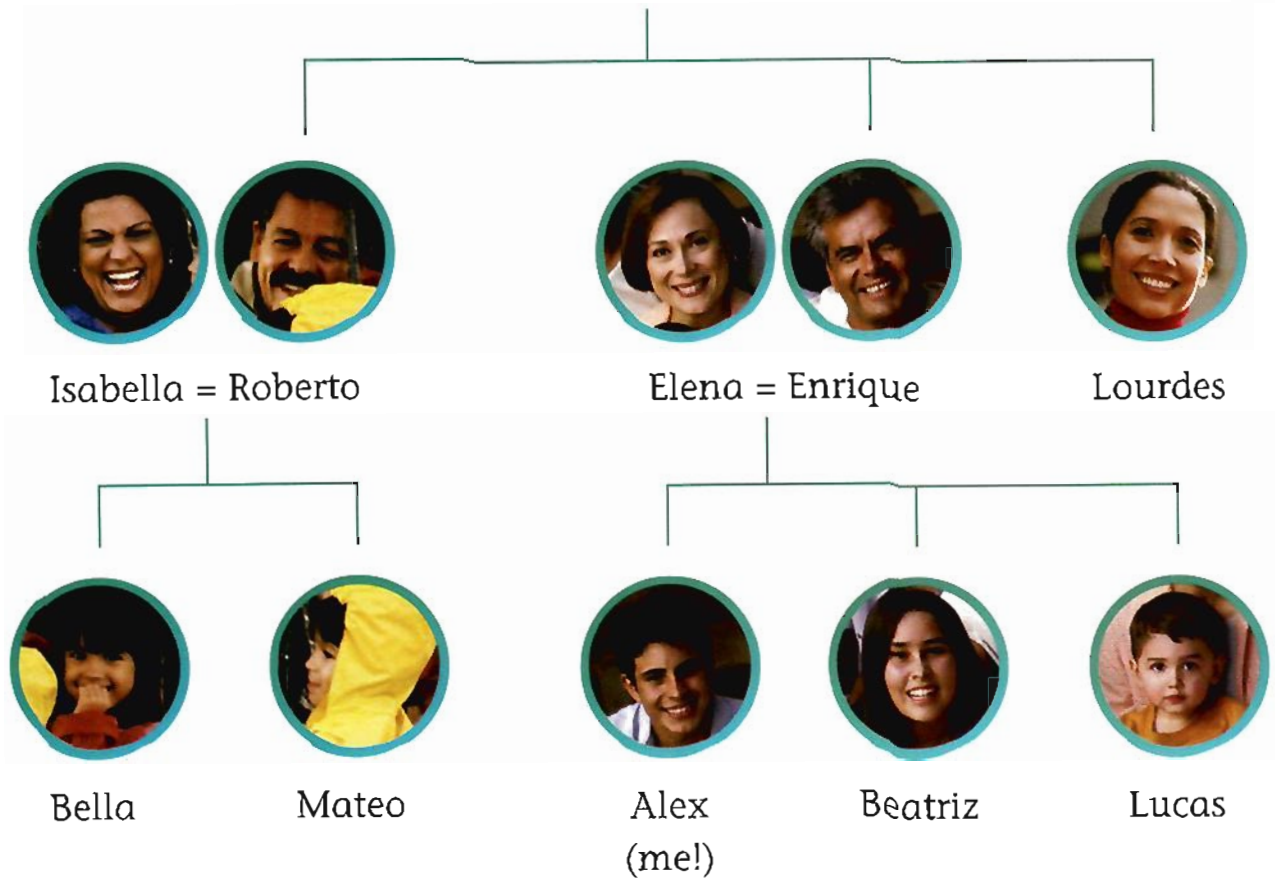 Isabella = Roberto
Elena = Enrique
Lourdes
Bella
Mateo
Alex
(me!)
Beatriz
Lucas